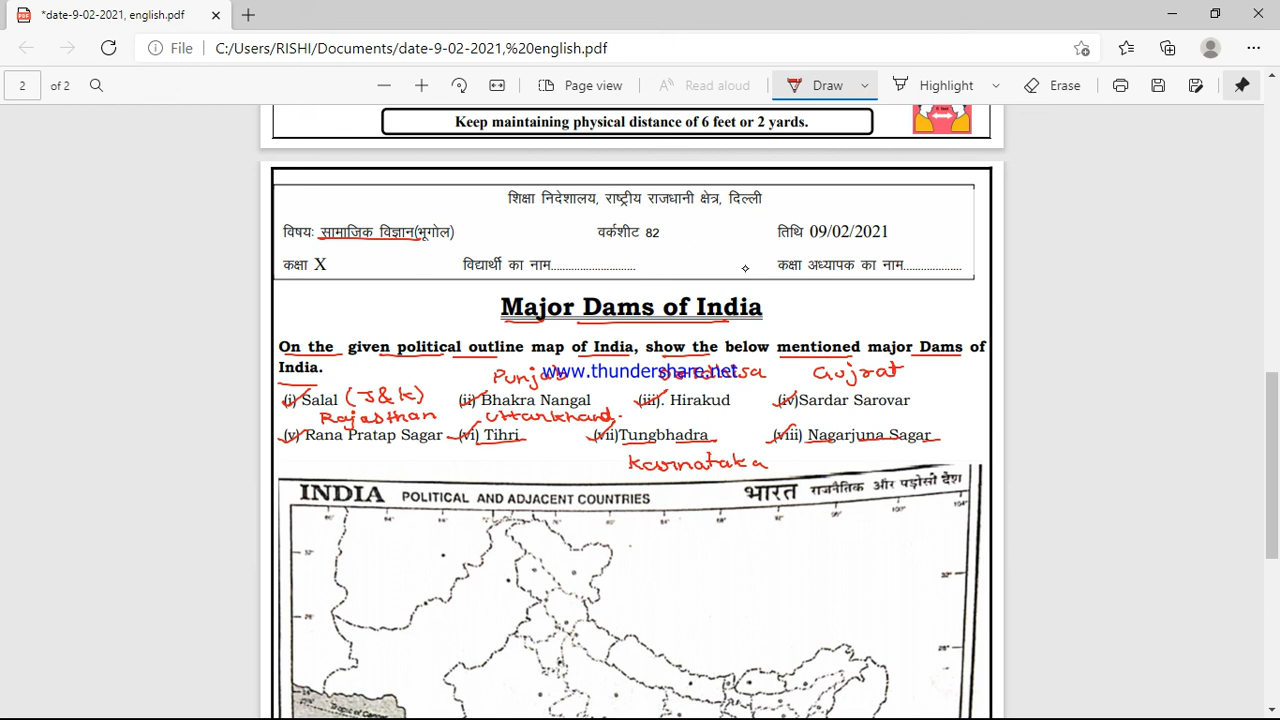 *date-9-02-2021, english.pdf
File C:/Users/RISHI/Documents/date-9-02-2021,%20english.pdf
2 of 2 Page view Read aloud Draw Highlight Erase
Keep maintaining physical distance of 6 feet or 2 yards.
शिक्षा निदेशालय, राष्ट्रीय राजधानी क्षेत्र, दिल्ली
विषयः सामाजिक विज्ञान(भूगोल) वर्कशीट 82 तिथि 09/02/2021
कक्षा X विद्यार्थी का नाम............................ कक्षा अध्यापक का नाम...................
Major Dams of India
On the given political outline map of India, show the below mentioned major Dams of
India.
www.thundershare.net
Punjab Gujrat
(i) Salal (J&K) (ii) Bhakra Nangal (iii). Hirakud (iv)Sardar Sarovar
Rajasthan Uttarkhand.
(v) Rana Pratap Sagar (vi) Tihri (vii)Tungbhadra (viii) Nagarjuna Sagar
Karnataka
INDIA POLITICAL AND ADJACENT COUNTRIES भारत राजनैतिक और पड़ोसी देश